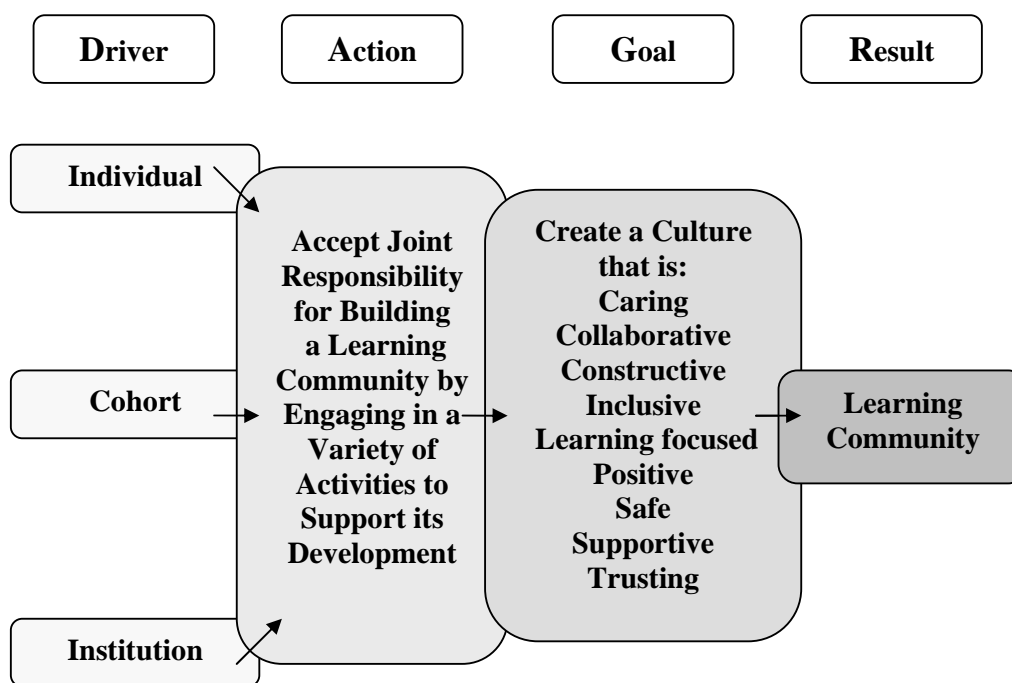 Driver
Action
Goal
Result
Individual
Cohort
Institution
Accept Joint
Responsibility
for Building
a Learning
Community by
Engaging in a
Variety of
Activities to
Support its
Development
Create a Culture
that is:
Caring
Collaborative
Constructive
Inclusive
Learning focused
Positive
Safe
Supportive
Trusting
Learning
Community